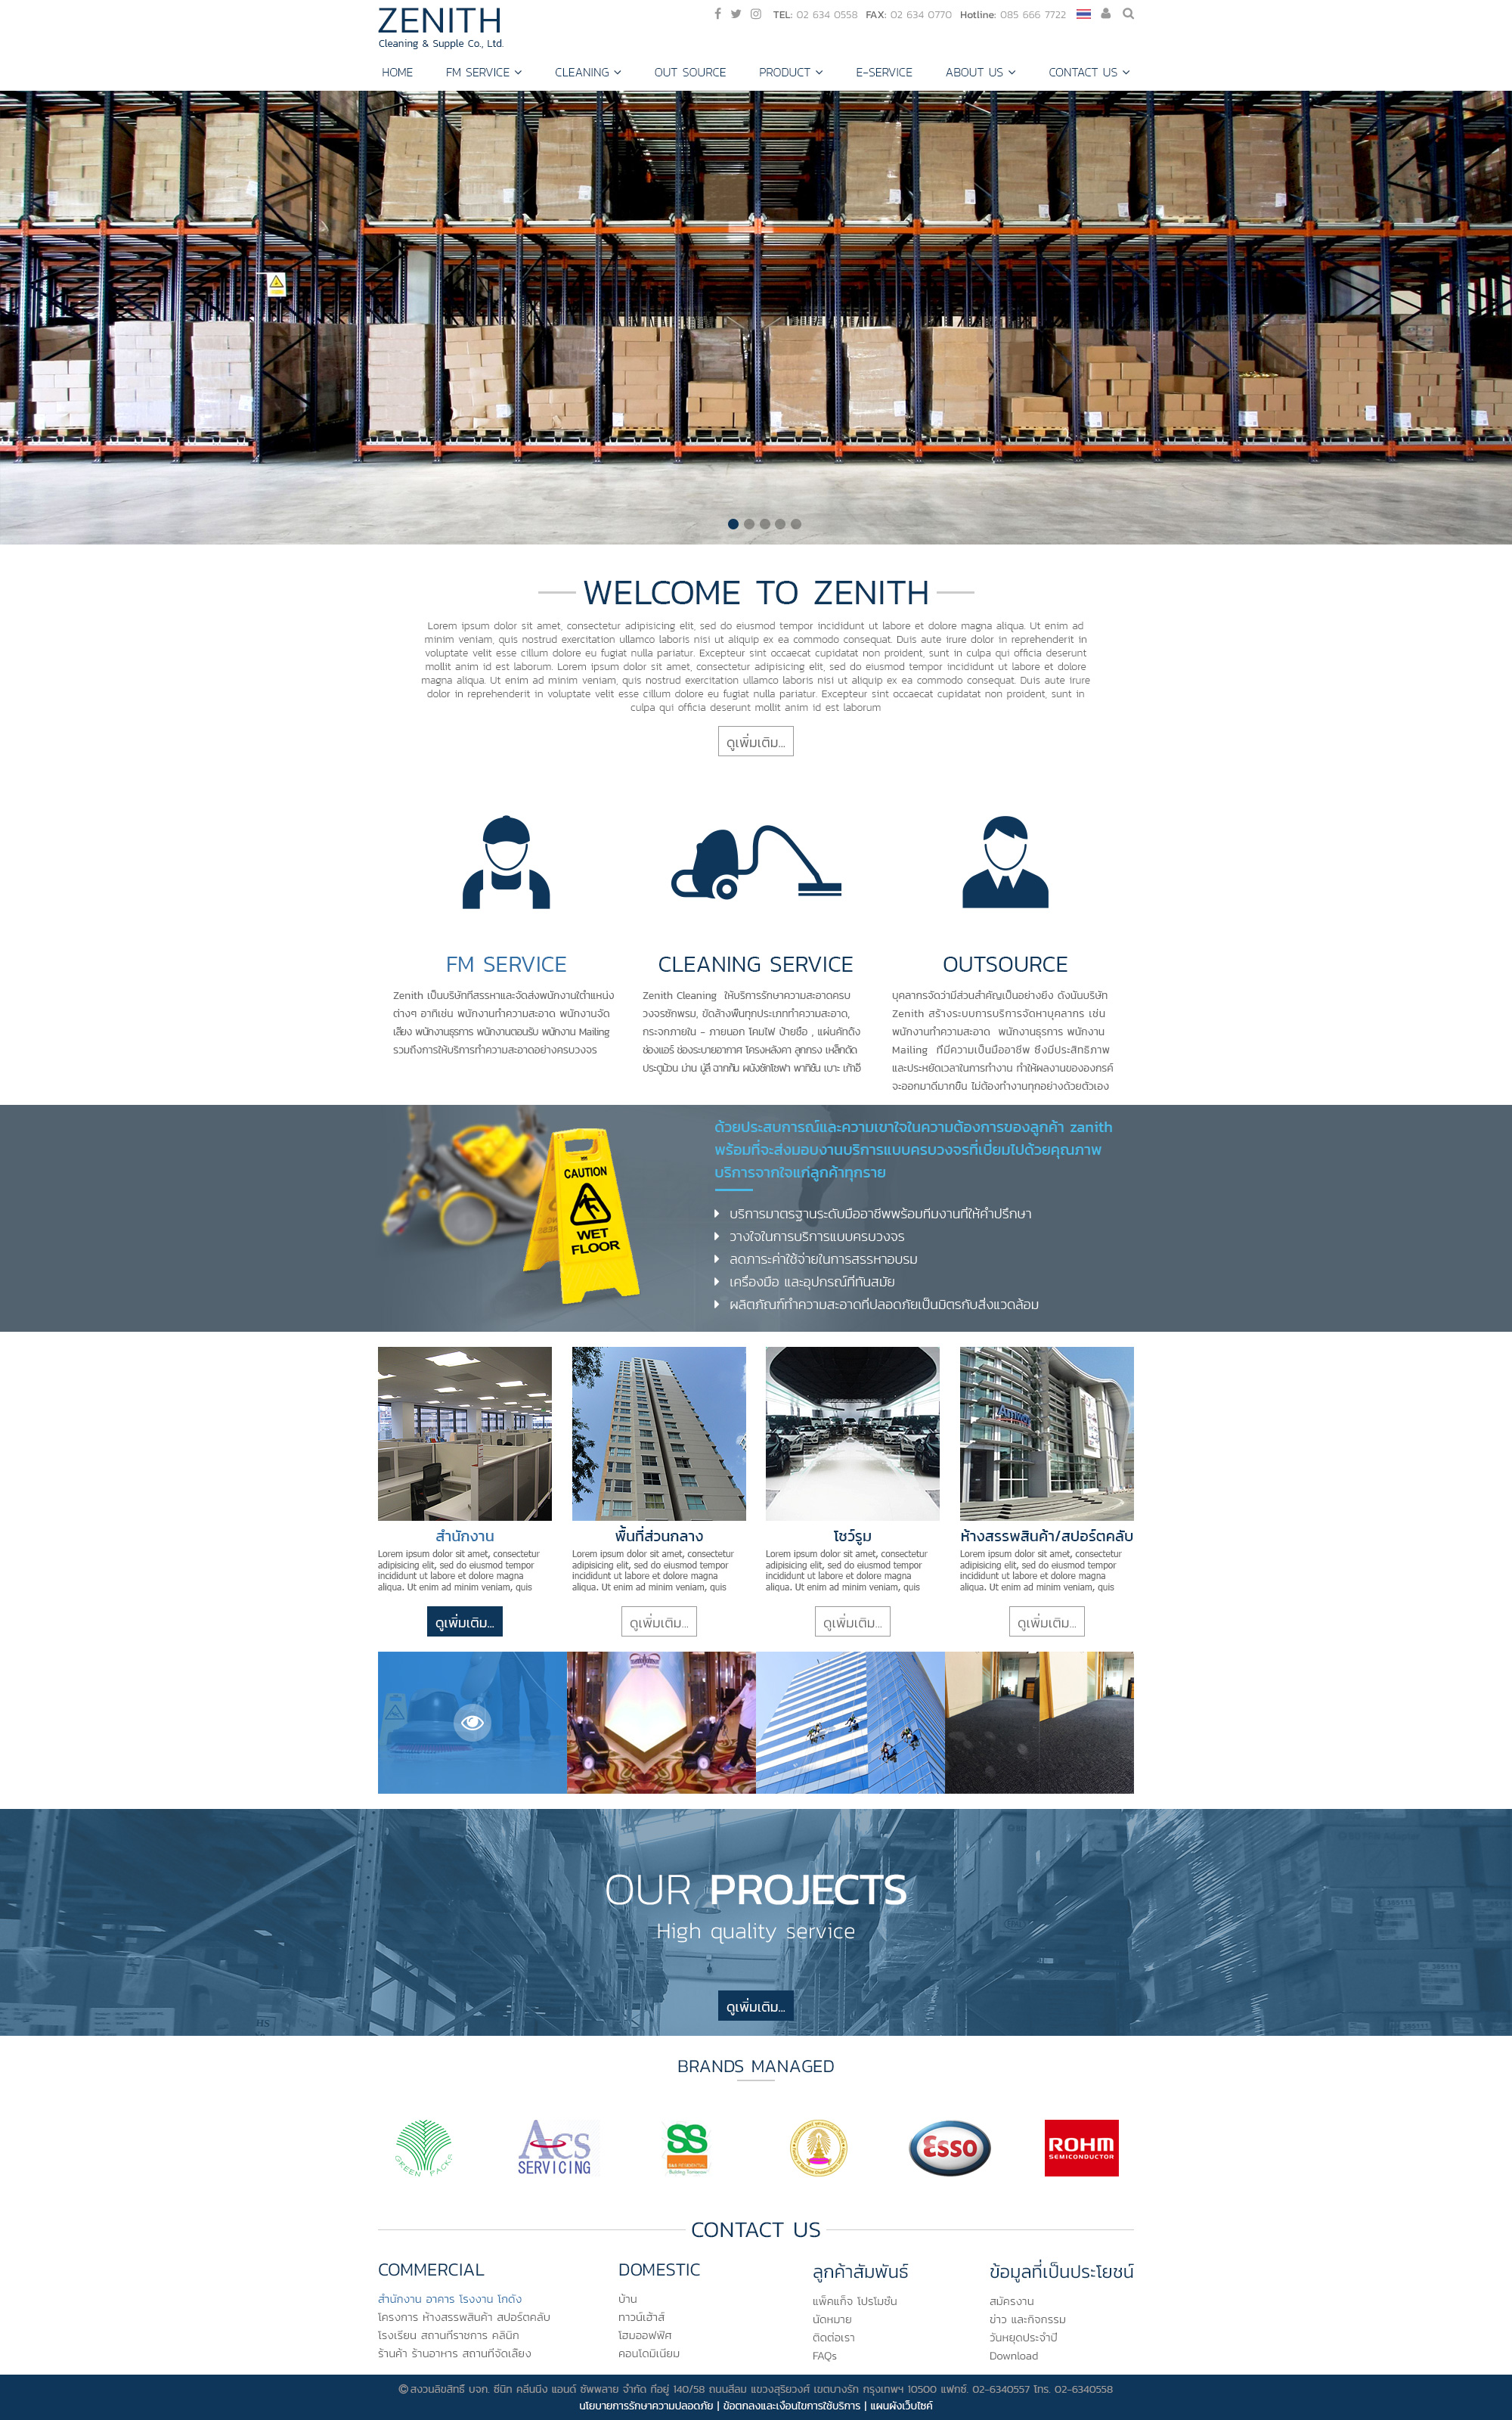 ZENITH
Cleaning & Supply Co., Ltd.
TEL: 02 634 0558 FAX: 02 634 0770 Hotline: 085 666 7722
HOME FM SERVICE CLEANING OUT SOURCE PRODUCT E-SERVICE ABOUT US CONTACT US
WELCOME TO ZENITH
Lorem ipsum dolor sit amet, consectetur adipisicing elit, sed do eiusmod tempor incididunt ut labore et dolore magna aliqua. Ut enim ad
minim veniam, quis nostrud exercitation ullamco laboris nisi ut aliquip ex ea commodo consequat. Duis aute irure dolor in reprehenderit in
voluptate velit esse cillum dolore eu fugiat nulla pariatur. Excepteur sint occaecat cupidatat non proident, sunt in culpa qui officia deserunt
mollit anim id est laborum. Lorem ipsum dolor sit amet, consectetur adipisicing elit, sed do eiusmod tempor incididunt ut labore et dolore
magna aliqua. Ut enim ad minim veniam, quis nostrud exercitation ullamco laboris nisi ut aliquip ex ea commodo consequat. Duis aute irure
dolor in reprehenderit in voluptate velit esse cillum dolore eu fugiat nulla pariatur. Excepteur sint occaecat cupidatat non proident, sunt in
culpa qui officia deserunt mollit anim id est laborum
ดูเพิ่มเติม...
FM SERVICE
Zenith เป็นบริษัทที่สรรหาและจัดส่งพนักงานใตำแหน่ง
ต่างๆ อาทิเช่น พนักงานทำความสะอาด พนักงานจัด
เลี้ยง พนักงานธุรการ พนักงานตอนรับ พนักงาน Mailing
รวมถึงการให้บริการทำความสะอาดอย่างครบวงจร
CLEANING SERVICE
Zenith Cleaning ให้บริการรักษาความสะอาดครบ
วงจรซักพรม, ขัดล้างพื้นทุกประเภททำความสะอาด,
กระจกภายใน - ภายนอก โคมไฟ ป้ายชื่อ , แผ่นคัทติ้ง
ช่องแอร์ ช่องระบายอากาศ โครงหลังคา ลูกกรง เหล็กดัด
ประตูม้วน ม่าน มู่ลี่ ฉากกั้น ผนังซักโซฟา พาทิชั่น เบาะ เก้าอี้
OUTSOURCE
บุคลากรจัดว่ามีส่วนสำคัญเป็นอย่างยิ่ง ดังนั้นบริษัท
Zenith สร้างระบบการบริการจัดหาบุคลากร เช่น
พนักงานทำความสะอาด พนักงานธุรการ พนักงาน
Mailing ที่มีความเป็นมืออาชีพ ซึ่งมีประสิทธิภาพ
และประหยัดเวลาในการทำงาน ทำให้ผลงานขององกรค์
จะออกมาดีมากขึ้น ไม่ต้องทำงานทุกอย่างด้วยตัวเอง
CAUTION
WET
FLOOR
ด้วยประสบการณ์และความเขาใจในความต้องการของลูกค้า zanith
พร้อมที่จะส่งมอบงานบริการแบบครบวงจรที่เปี่ยมไปด้วยคุณภาพ
บริการจากใจแก่ลูกค้าทุกราย
บริการมาตรฐานระดับมืออาชีพพร้อมทีมงานที่ให้คำปรึกษา
วางใจในการบริการแบบครบวงจร
ลดภาระค่าใช้จ่ายในการสรรหาอบรม
เครื่องมือ และอุปกรณ์ที่ทันสมัย
ผลิตภัณฑ์ทำความสะอาดที่ปลอดภัยเป็นมิตรกับสิ่งแวดล้อม
Amway
สำนักงาน
Lorem ipsum dolor sit amet, consectetur
adipisicing elit, sed do eiusmod tempor
incididunt ut labore et dolore magna
aliqua. Ut enim ad minim veniam, quis
ดูเพิ่มเติม...
พื้นที่ส่วนกลาง
Lorem ipsum dolor sit amet, consectetur
adipisicing elit, sed do eiusmod tempor
incididunt ut labore et dolore magna
aliqua. Ut enim ad minim veniam, quis
ดูเพิ่มเติม...
โชว์รูม
Lorem ipsum dolor sit amet, consectetur
adipisicing elit, sed do eiusmod tempor
incididunt ut labore et dolore magna
aliqua. Ut enim ad minim veniam, quis
ดูเพิ่มเติม...
ห้างสรรพสินค้า/สปอร์ตคลับ
Lorem ipsum dolor sit amet, consectetur
adipisicing elit, sed do eiusmod tempor
incididunt ut labore et dolore magna
aliqua. Ut enim ad minim veniam, quis
ดูเพิ่มเติม...
OUR PROJECTS
High quality service
ดูเพิ่มเติม...
BRANDS MANAGED
GREEN PACKS
Acs
SERVICING
SS
Esso
ROHM
SEMICONDUCTOR
CONTACT US
COMMERCIAL
สำนักงาน อาคาร โรงงาน โกดัง
โครงการ ห้างสรรพสินค้า สปอร์ตคลับ
โรงเรียน สถานที่ราชการ คลินิก
ร้านค้า ร้านอาหาร สถานที่จัดเลี้ยง
DOMESTIC
บ้าน
ทาวน์เฮ้าส์
โฮมออฟฟิศ
คอนโดมิเนียม
ลูกค้าสัมพันธ์
แพ็คแก็จ โปรโมชั่น
นัดหมาย
ติดต่อเรา
FAQs
ข้อมูลที่เป็นประโยชน์
สมัครงาน
ข่าว และกิจกรรม
วันหยุดประจำปี
Download
© สงวนลิขสิทธิ์ บจก. ซีนิท คลีนนิ่ง แอนด์ ซัพพลาย จำกัด ที่อยู่ 140/58 ถนนสีลม แขวงสุริยวงศ์ เขตบางรัก กรุงเทพฯ 10500 แฟกซ์. 02-6340557 โทร. 02-6340558
นโยบายการรักษาความปลอดภัย | ข้อตกลงและเงื่อนไขการใช้บริการ | แผนผังเว็บไซค์